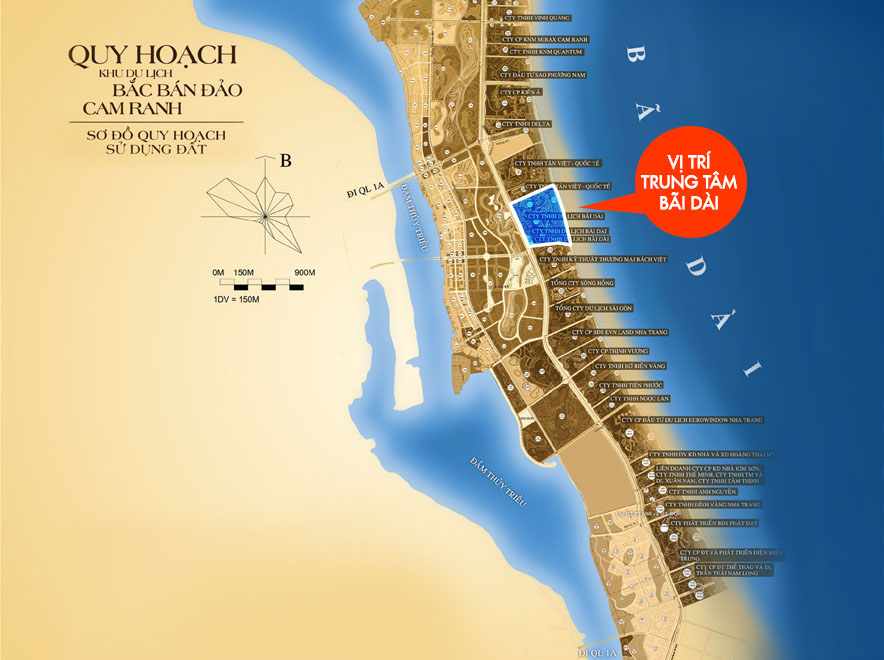 QUY HOẠCH
KHU DU LỊCH
BẮC BÁN ĐẢO
CAM RANH
SƠ ĐỒ QUY HOẠCH
SỬ DỤNG ĐẤT
B
0M 150M 900M
1DV = 150M
ĐI QL 1A
ĐẦM THỦY TRIỀU
CTY TNHH VINH QUANG
CTY CP KNM MIRAX CAM RANH
CTY TNHH KNM QUANTUM
CTY ĐẦU TƯ SAO PHƯƠNG NAM
CTY CP KIẾN Á
CTY TNHH DELTA
CTY TNHH TÂN VIỆT - QUỐC TẾ
CTY TNHH TÂN VIỆT - QUỐC TẾ
VỊ TRÍ
TRUNG TÂM
BÃI DÀI
CTY TNHH DU LỊCH BÃI DÀI
CTY TNHH DU LỊCH BÃI DÀI
CTY TNHH DU LỊCH BÃI DÀI
CTY TNHH KỸ THUẬT THƯƠNG MẠI BÁCH VIỆT
TỔNG CTY SÔNG HỒNG
TỔNG CTY DU LỊCH SÀI GÒN
CTY CP BĐS EVN LAND NHA TRANG
CTY CP THỊNH VƯỢNG
CTY TNHH BỜ BIỂN VÀNG
CTY TNHH TIẾN PHƯỚC
CTY TNHH NGỌC LAN
CTY CP ĐẦU TƯ DU LỊCH EUROWINDOW NHA TRANG
CTY TNHH DV KD NHÀ VÀ XD HOÀNG THÁI
LIÊN DOANH CTY CP KD NHÀ KIM SƠN,
CTY TNHH THẾ MINH, CTY TNHH TM VÀ
DL XUÂN NAM, CTY TNHH TÂM THỊNH
CTY TNHH ANH NGUYÊN
CTY TNHH ĐỈNH VÀNG NHA TRANG
CTY PHÁT TRIỂN BĐS PHÁT ĐẠT
CTY CP ĐT VÀ PHÁT TRIỂN ĐIỆN MIỀN
TRUNG
CTY CP ĐT THỂ THAO VÀ DL
TRẦN THÁI NAM LONG
BÃI DÀI
ĐẦM THỦY TRIỀU
ĐI QL 1A